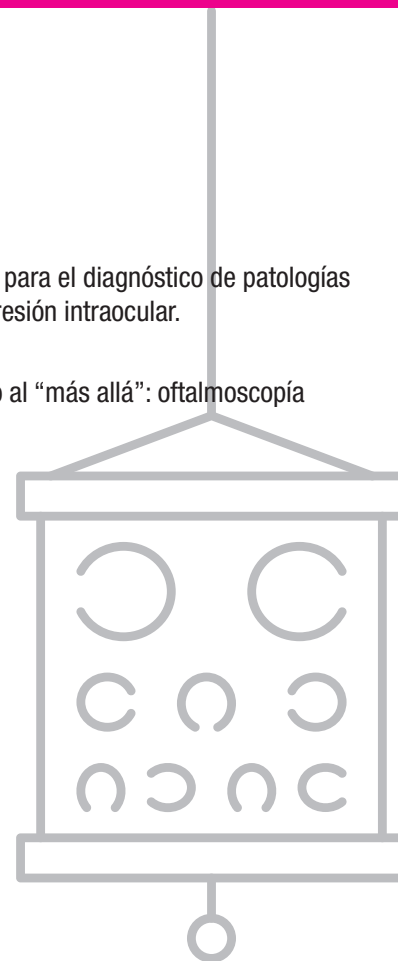 para el diagnóstico de patologías
resión intraocular.
o al “más allá”: oftalmoscopía